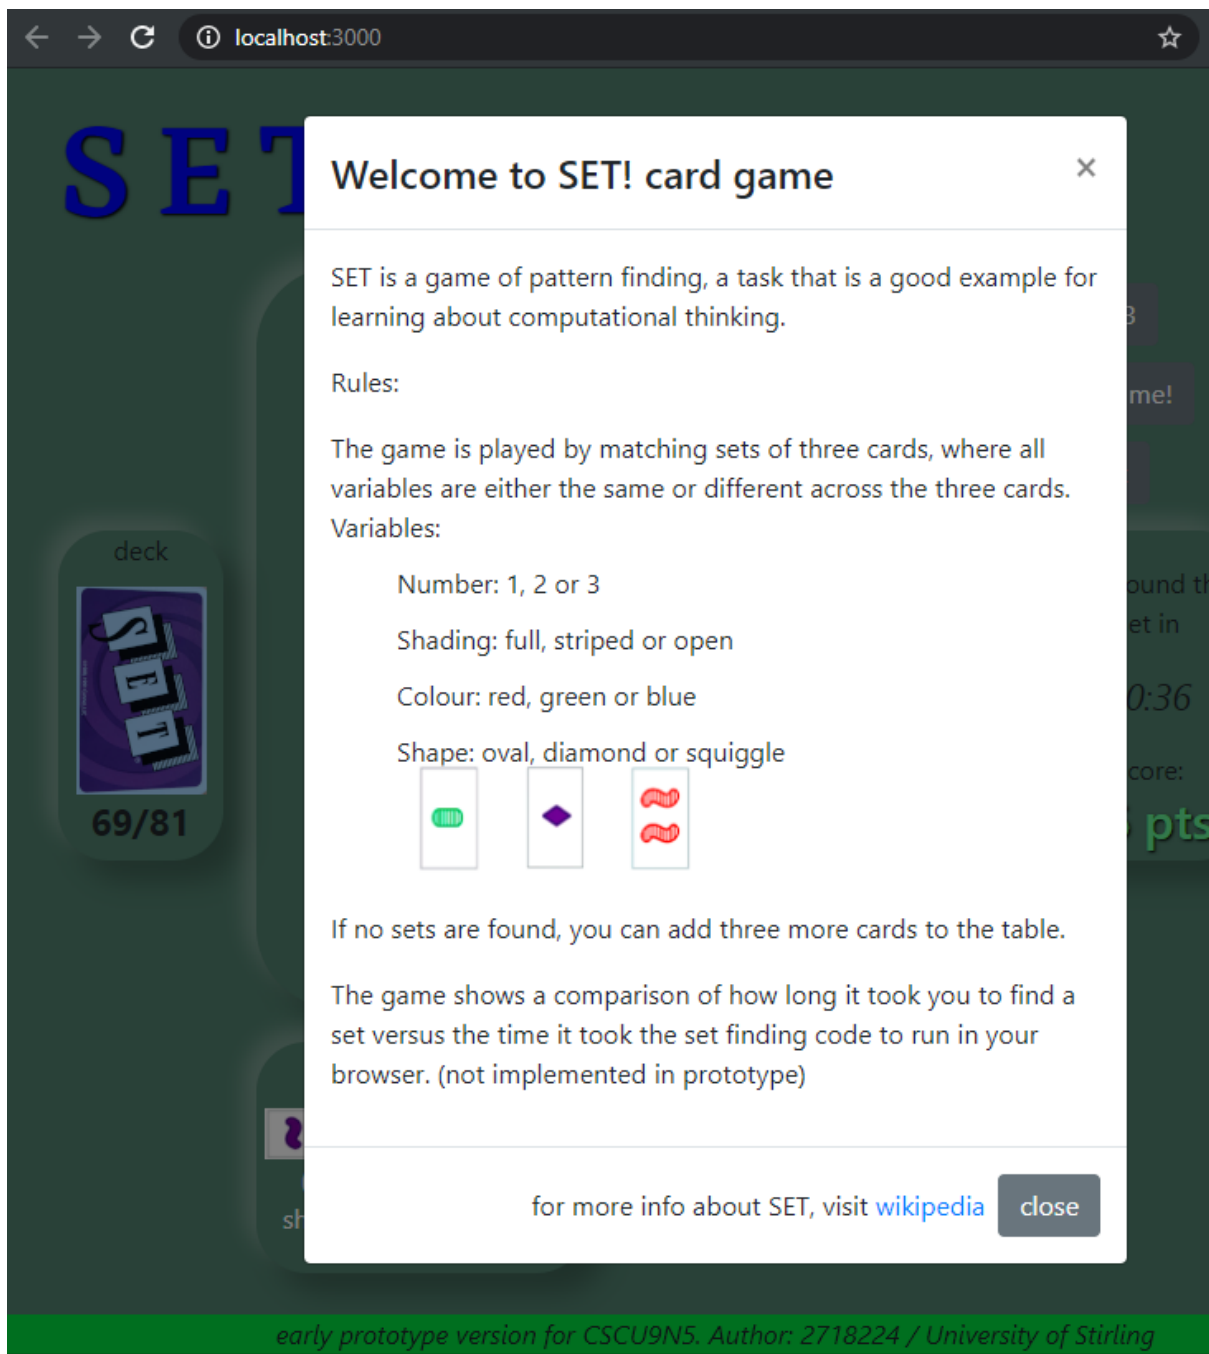 localhost:3000
SET
Welcome to SET! card game
×
SET is a game of pattern finding, a task that is a good example for
learning about computational thinking.
Rules:
The game is played by matching sets of three cards, where all
variables are either the same or different across the three cards.
Variables:
Number: 1, 2 or 3
Shading: full, striped or open
Colour: red, green or blue
Shape: oval, diamond or squiggle
If no sets are found, you can add three more cards to the table.
The game shows a comparison of how long it took you to find a
set versus the time it took the set finding code to run in your
browser. (not implemented in prototype)
for more info about SET, visit wikipedia
close
deck
SET
69/81
3
me!
ound th
et in
0:36
core:
pts
sh
early prototype version for CSCU9N5. Author: 2718224 / University of Stirling